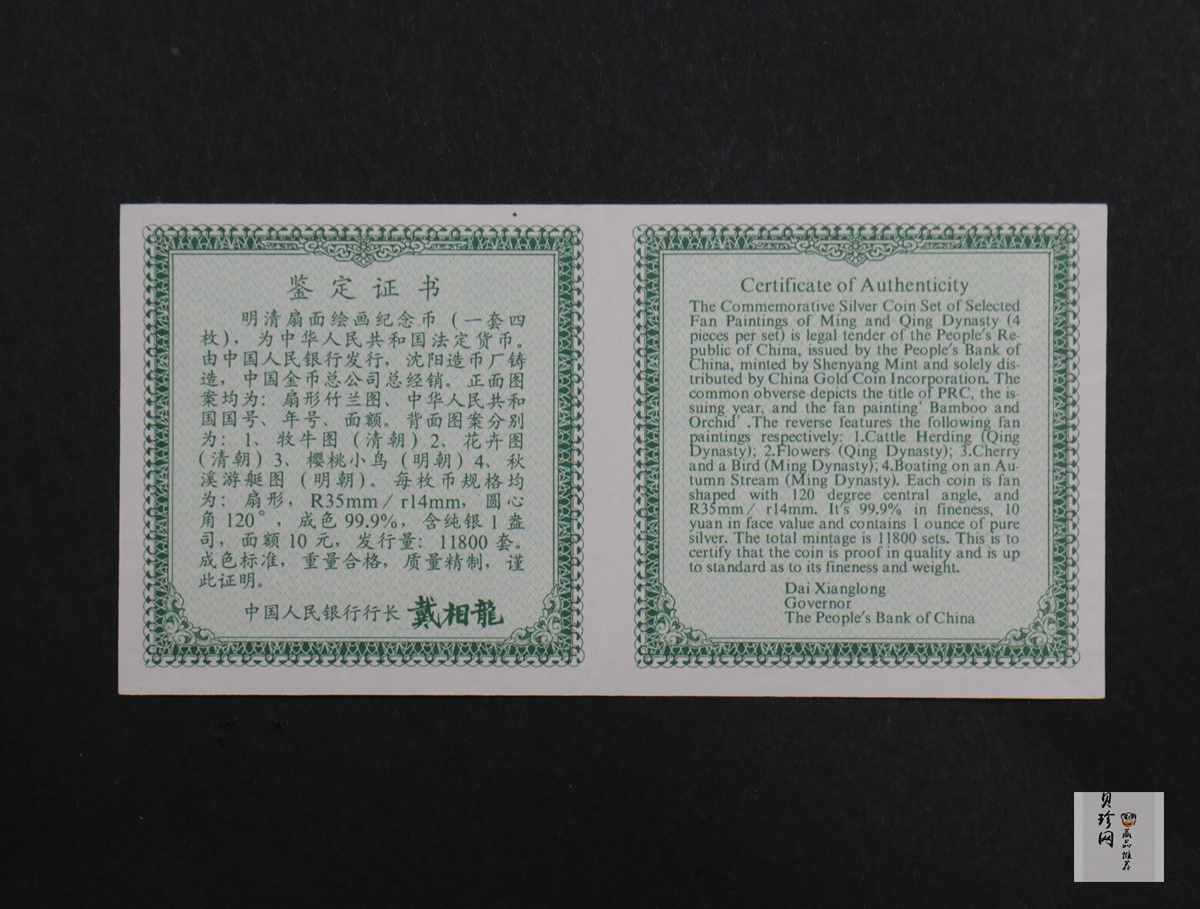 鉴定证书
明清扇面绘画纪念币(一套四
枚),为中华人民共和国法定货币。
由中国人民银行发行,沈阳造币厂铸
造,中国金币总公司总经销。正面图
案均为:扇形竹兰图、中华人民共和
国国号、年号、面额。背面图案分别
为:1、牧牛图(清朝)2、花卉图
(清朝)3、樱桃小鸟(明朝)4、秋
溪游艇图(明朝)。每枚币规格均
为:扇形,R35mm/r14mm,圆心
角120°,成色99.9%,含纯银1盎
司,面额10元,发行量:11800套。
成色标准,重量合格,质量精制,谨
此证明。
中国人民银行行长 戴相龍
Certificate of Authenticity
The Commemorative Silver Coin Set of Selected
Fan Paintings of Ming and Qing Dynasty (4
pieces per set) is legal tender of the People's Re-
public of China, issued by the People's Bank of
China, minted by Shenyang Mint and solely dis-
tributed by China Gold Coin Incorporation. The
common obverse depicts the title of PRC, the is-
suing year, and the fan painting' Bamboo and
Orchid' .The reverse features the following fan
paintings respectively: 1.Cattle Herding (Qing
Dynasty); 2.Flowers (Qing Dynasty); 3.Cherry
and a Bird (Ming Dynasty); 4.Boating on an Au-
tumn Stream (Ming Dynasty). Each coin is fan
shaped with 120 degree central angle, and
R35mm/ r14mm. It's 99.9% in fineness, 10
yuan in face value and contains 1 ounce of pure
silver. The total mintage is 11800 sets. This is to
certify that the coin is proof in quality and is up
to standard as to its fineness and weight.
Dai Xianglong
Governor
The People's Bank of China
贝珍网
藏品推荐